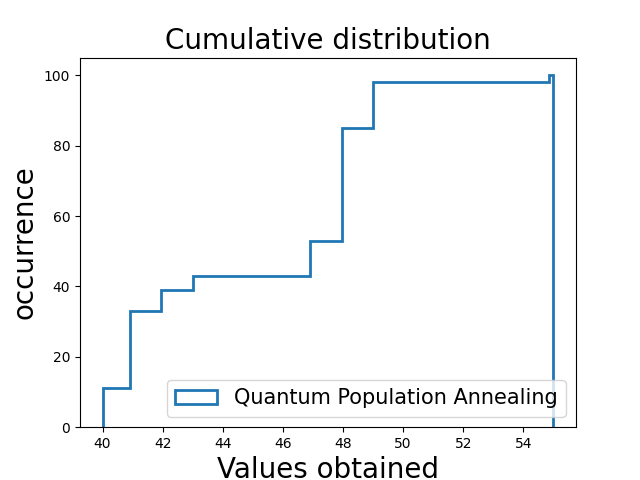 Cumulative distribution
occurrence
100
80
60
40
20
0
Quantum Population Annealing
40 42 44 46 48 50 52 54
Values obtained